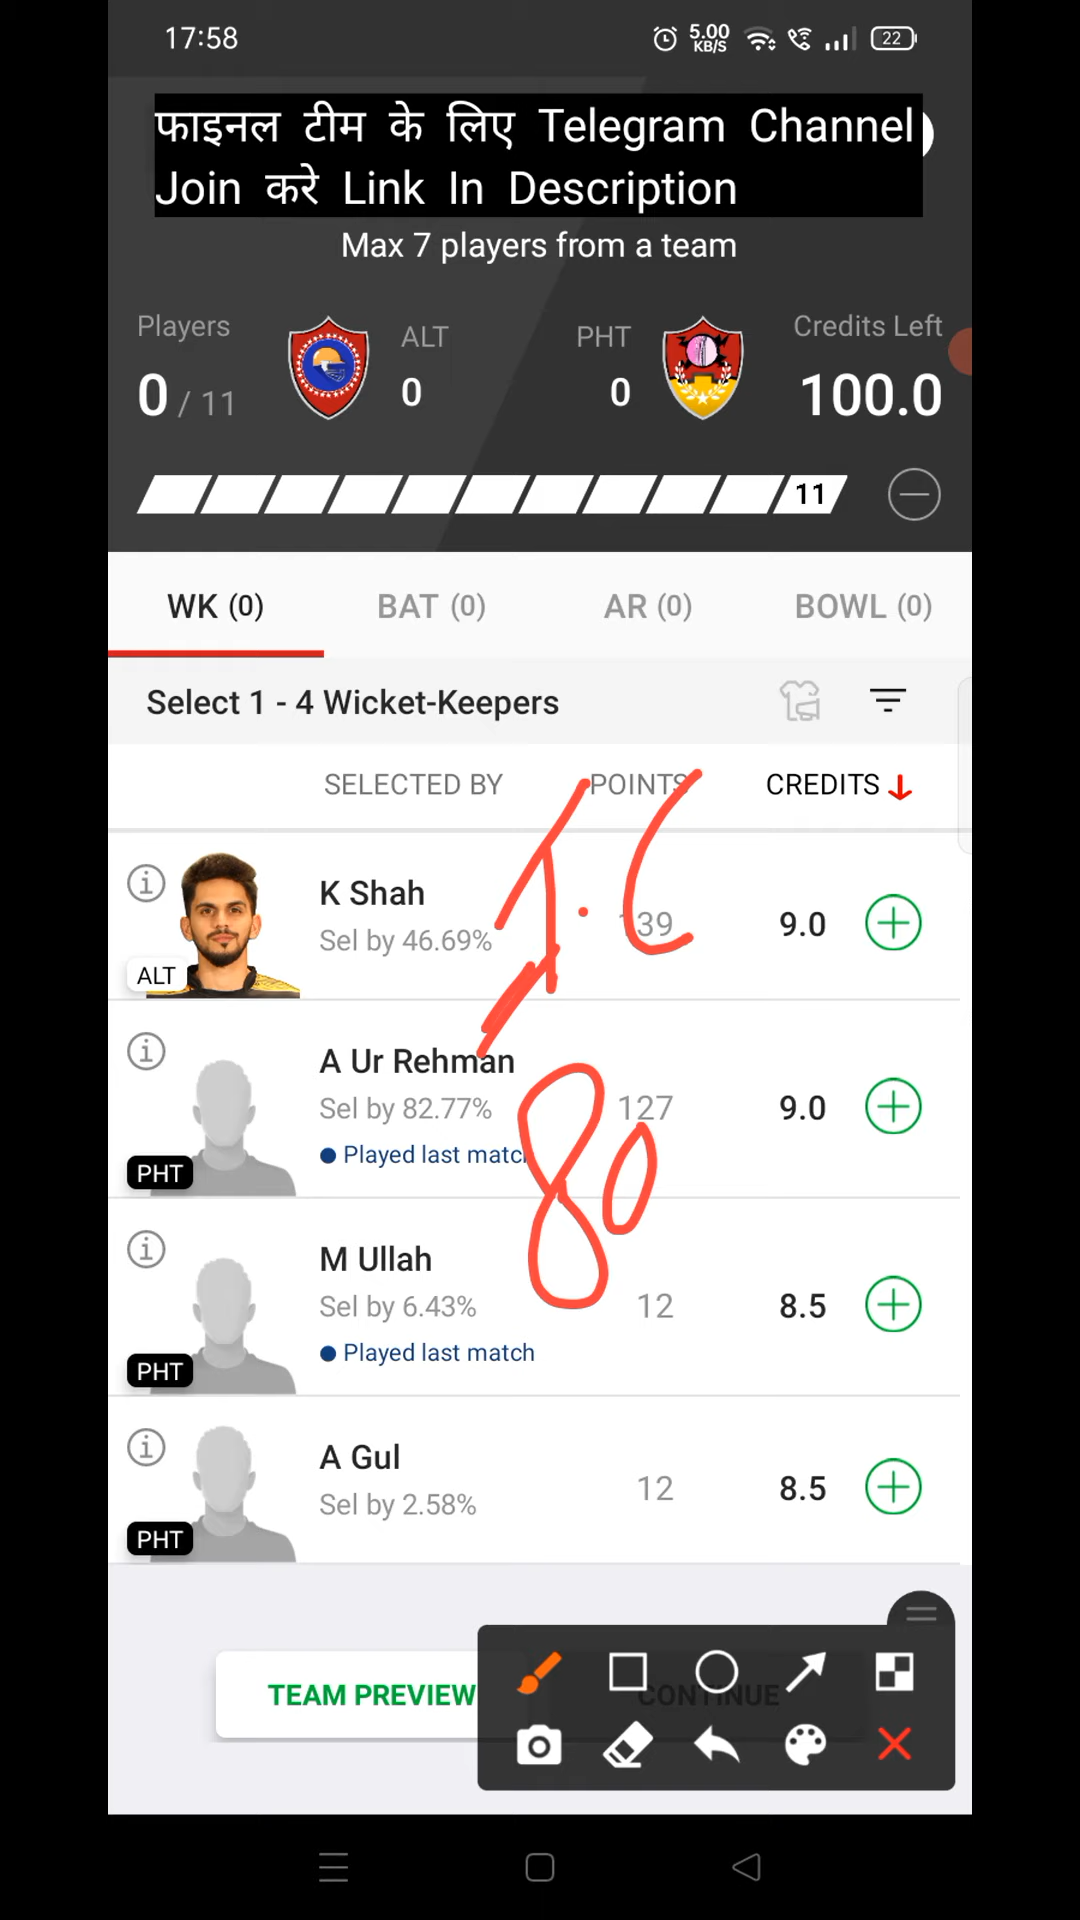 17:58
5.00 KB/S
22
फाइनल टीम के लिए Telegram Channel
Join करे Link In Description
Max 7 players from a team
Players
ALT
PHT
Credits Left
0 / 11
0
0
100.0
11
WK (0)
BAT (0)
AR (0)
BOWL (0)
Select 1 - 4 Wicket-Keepers
SELECTED BY
POINTS
CREDITS
K Shah
Sel by 46.69%
139
9.0
ALT
A Ur Rehman
Sel by 82.77%
127
9.0
Played last match
PHT
80
M Ullah
Sel by 6.43%
12
8.5
Played last match
PHT
A Gul
Sel by 2.58%
12
8.5
PHT
TEAM PREVIEW
CONTINUE